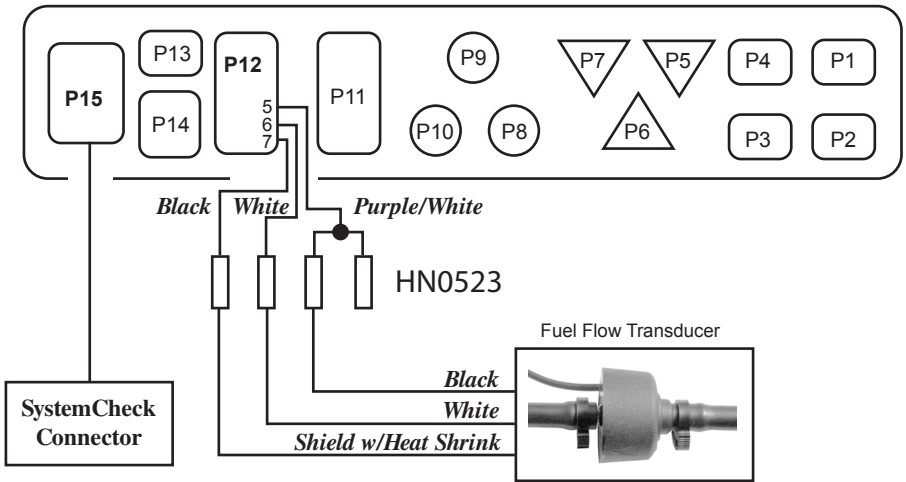 P15
P13
P14
P12
5
6
7
P11
P9
P10
P8
P7
P5
P6
P4
P1
P3
P2
Black
White
Purple/White
HN0523
Fuel Flow Transducer
Black
White
Shield w/Heat Shrink
SystemCheck
Connector